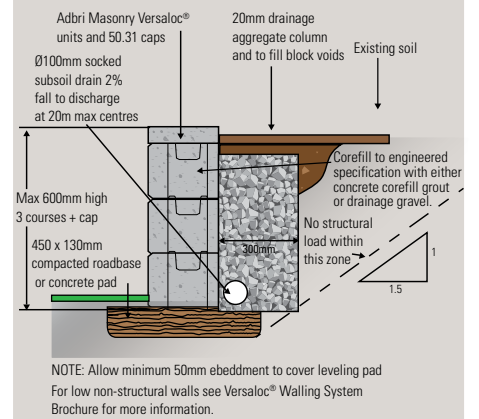 Adbri Masonry Versaloc®
units and 50.31 caps
20mm drainage
aggregate column
and to fill block voids
Existing soil
Ø100mm socked
subsoil drain 2%
fall to discharge
at 20m max centres
Corefill to engineered
specification with either
concrete corefill grout
or drainage gravel.
Max 600mm high
3 courses + cap
No structural
load within
this zone
300mm
1
1.5
450 x 130mm
compacted roadbase
or concrete pad
NOTE: Allow minimum 50mm ebeddment to cover leveling pad
For low non-structural walls see Versaloc® Walling System
Brochure for more information.